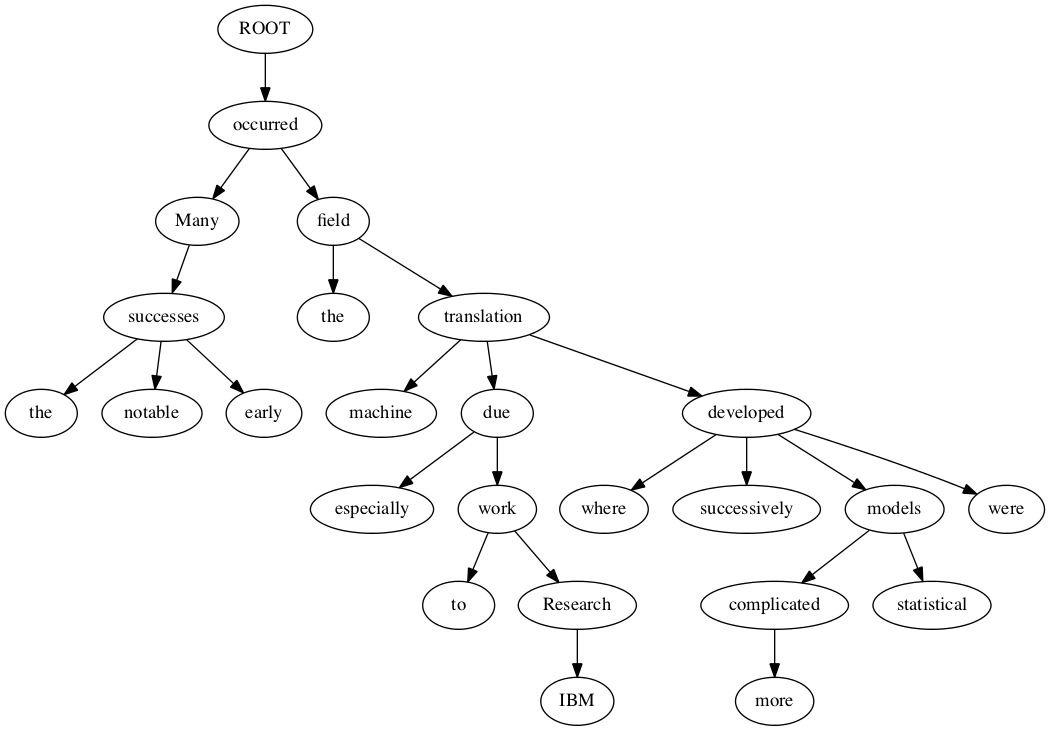 ROOT
occurred
Many field
successes the translation
the notable early machine due developed
especially work where successively models were
to Research complicated statistical
IBM more